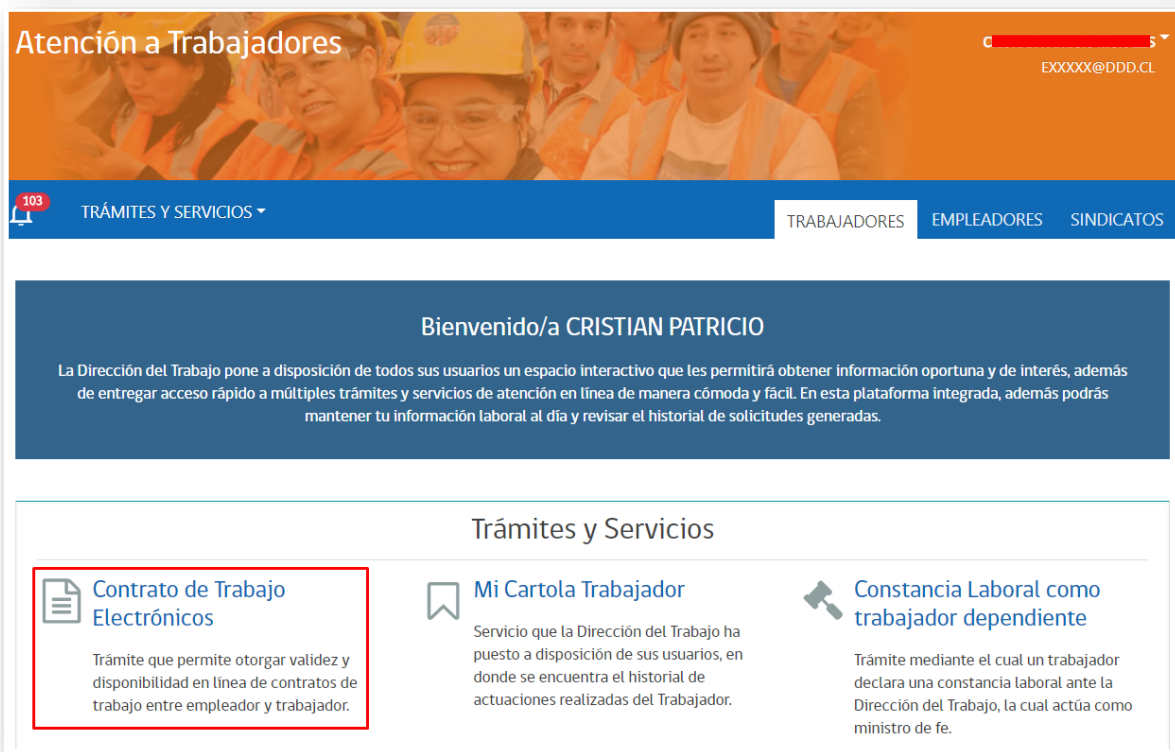 Atención a Trabajadores
EXXXXX@DDD.CL
103
TRÁMITES Y SERVICIOS
TRABAJADORES
EMPLEADORES
SINDICATOS
Bienvenido/a CRISTIAN PATRICIO
La Dirección del Trabajo pone a disposición de todos sus usuarios un espacio interactivo que les permitirá obtener información oportuna y de interés, además
de entregar acceso rápido a múltiples trámites y servicios de atención en línea de manera cómoda y fácil. En esta plataforma integrada, además podrás
mantener tu información laboral al día y revisar el historial de solicitudes generadas.
Trámites y Servicios
Contrato de Trabajo
Electrónicos
Trámite que permite otorgar validez y
disponibilidad en línea de contratos de
trabajo entre empleador y trabajador.
Mi Cartola Trabajador
Servicio que la Dirección del Trabajo ha
puesto a disposición de sus usuarios, en
donde se encuentra el historial de
actuaciones realizadas del Trabajador.
Constancia Laboral como
trabajador dependiente
Trámite mediante el cual un trabajador
declara una constancia laboral ante la
Dirección del Trabajo, la cual actúa como
ministro de fe.